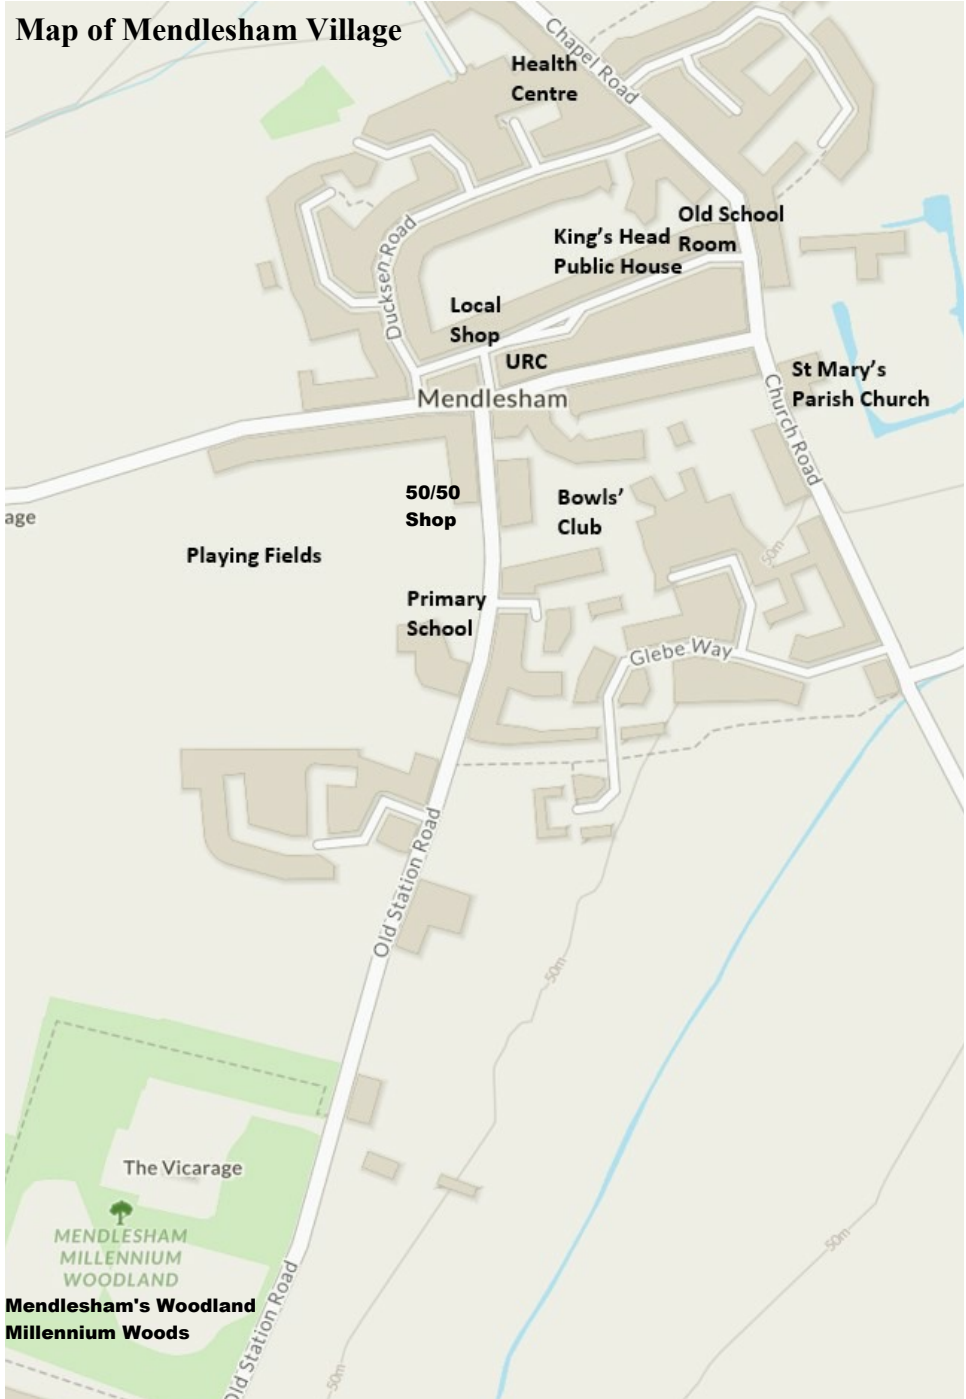 Map of Mendlesham Village
Chapel Road
Health
Centre
Old School
Room
King's Head
Public House
Ducksen Road
Local
Shop
URC
St Mary's
Parish Church
Mendlesham
Church Road
50/50
Shop
Bowls'
Club
age
50m
Playing Fields
Primary
School
Glebe Way
Old Station Road
50m
The Vicarage
MENDLESHAM
MILLENNIUM
WOODLAND
50m
Mendlesham's Woodland
Millennium Woods
Old Station Road
50m